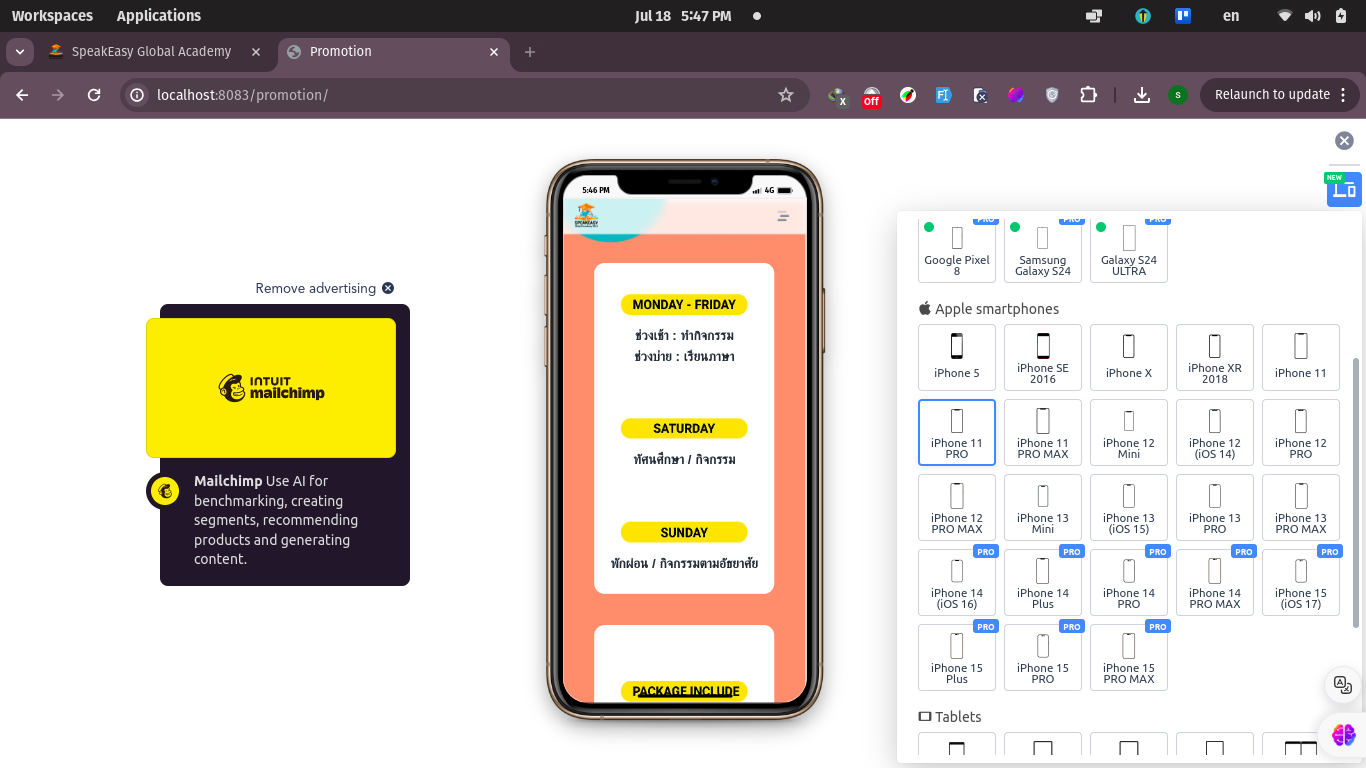 Workspaces
Applications
Jul 18 5:47 PM
en
SpeakEasy Global Academy
Promotion
localhost:8083/promotion/
X
Off
S
Relaunch to update
NEW
Remove advertising
INTUIT
mailchimp
Mailchimp Use AI for
benchmarking, creating
segments, recommending
products and generating
content.
5:46 PM
4G
SPEAKEASY
MONDAY - FRIDAY
ช่วงเช้า : ทำกิจกรรม
ช่วงบ่าย : เรียนภาษา
SATURDAY
ทัศนศึกษา / กิจกรรม
SUNDAY
พักผ่อน / กิจกรรมตามอัธยาศัย
PACKAGE INCLUDE
PRO
PRO
PRO
Google Pixel
8
Samsung
Galaxy S24
Galaxy S24
ULTRA
Apple smartphones
iPhone 5
iPhone SE
2016
iPhone X
iPhone XR
2018
iPhone 11
iPhone 11
PRO
iPhone 11
PRO MAX
iPhone 12
Mini
iPhone 12
(iOS 14)
iPhone 12
PRO
iPhone 12
PRO MAX
iPhone 13
Mini
iPhone 13
(iOS 15)
iPhone 13
PRO
iPhone 13
PRO MAX
PRO
iPhone 14
(iOS 16)
PRO
iPhone 14
Plus
PRO
iPhone 14
PRO
PRO
iPhone 14
PRO MAX
PRO
iPhone 15
(iOS 17)
PRO
iPhone 15
Plus
PRO
iPhone 15
PRO
PRO
iPhone 15
PRO MAX
Tablets